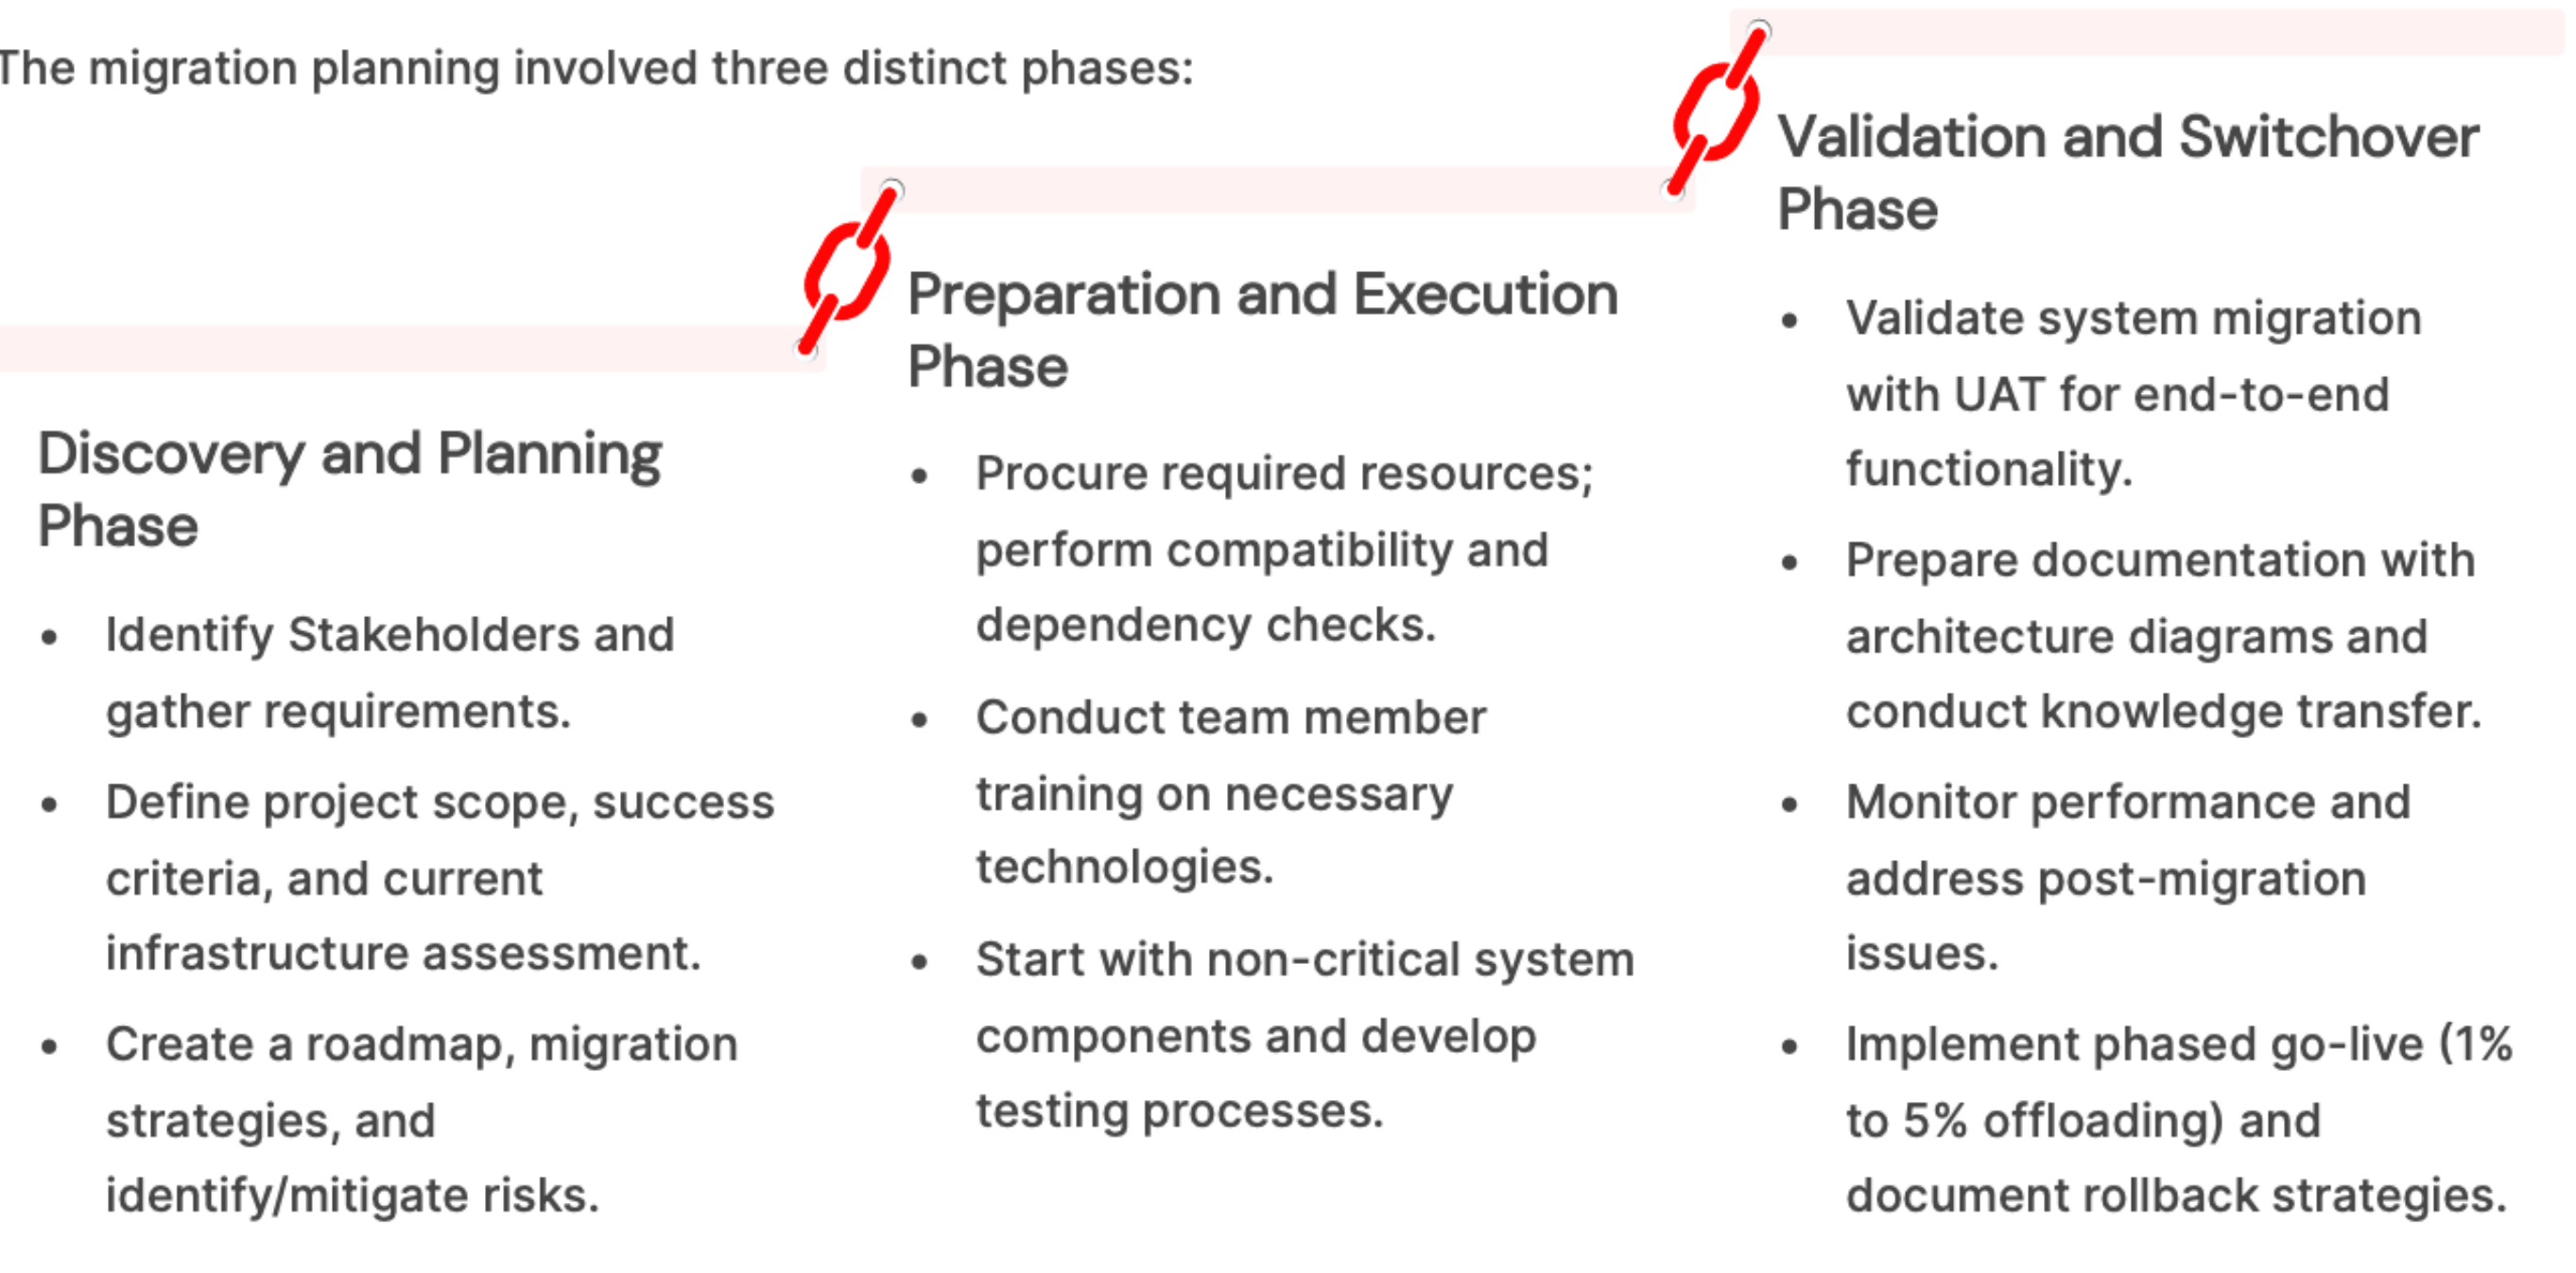 The migration planning involved three distinct phases:
Discovery and Planning
Phase
• Identify Stakeholders and
gather requirements.
• Define project scope, success
criteria, and current
infrastructure assessment.
• Create a roadmap, migration
strategies, and
identify/mitigate risks.
Preparation and Execution
Phase
• Procure required resources;
perform compatibility and
dependency checks.
• Conduct team member
training on necessary
technologies.
• Start with non-critical system
components and develop
testing processes.
Validation and Switchover
Phase
• Validate system migration
with UAT for end-to-end
functionality.
• Prepare documentation with
architecture diagrams and
conduct knowledge transfer.
• Monitor performance and
address post-migration
issues.
• Implement phased go-live (1%
to 5% offloading) and
document rollback strategies.